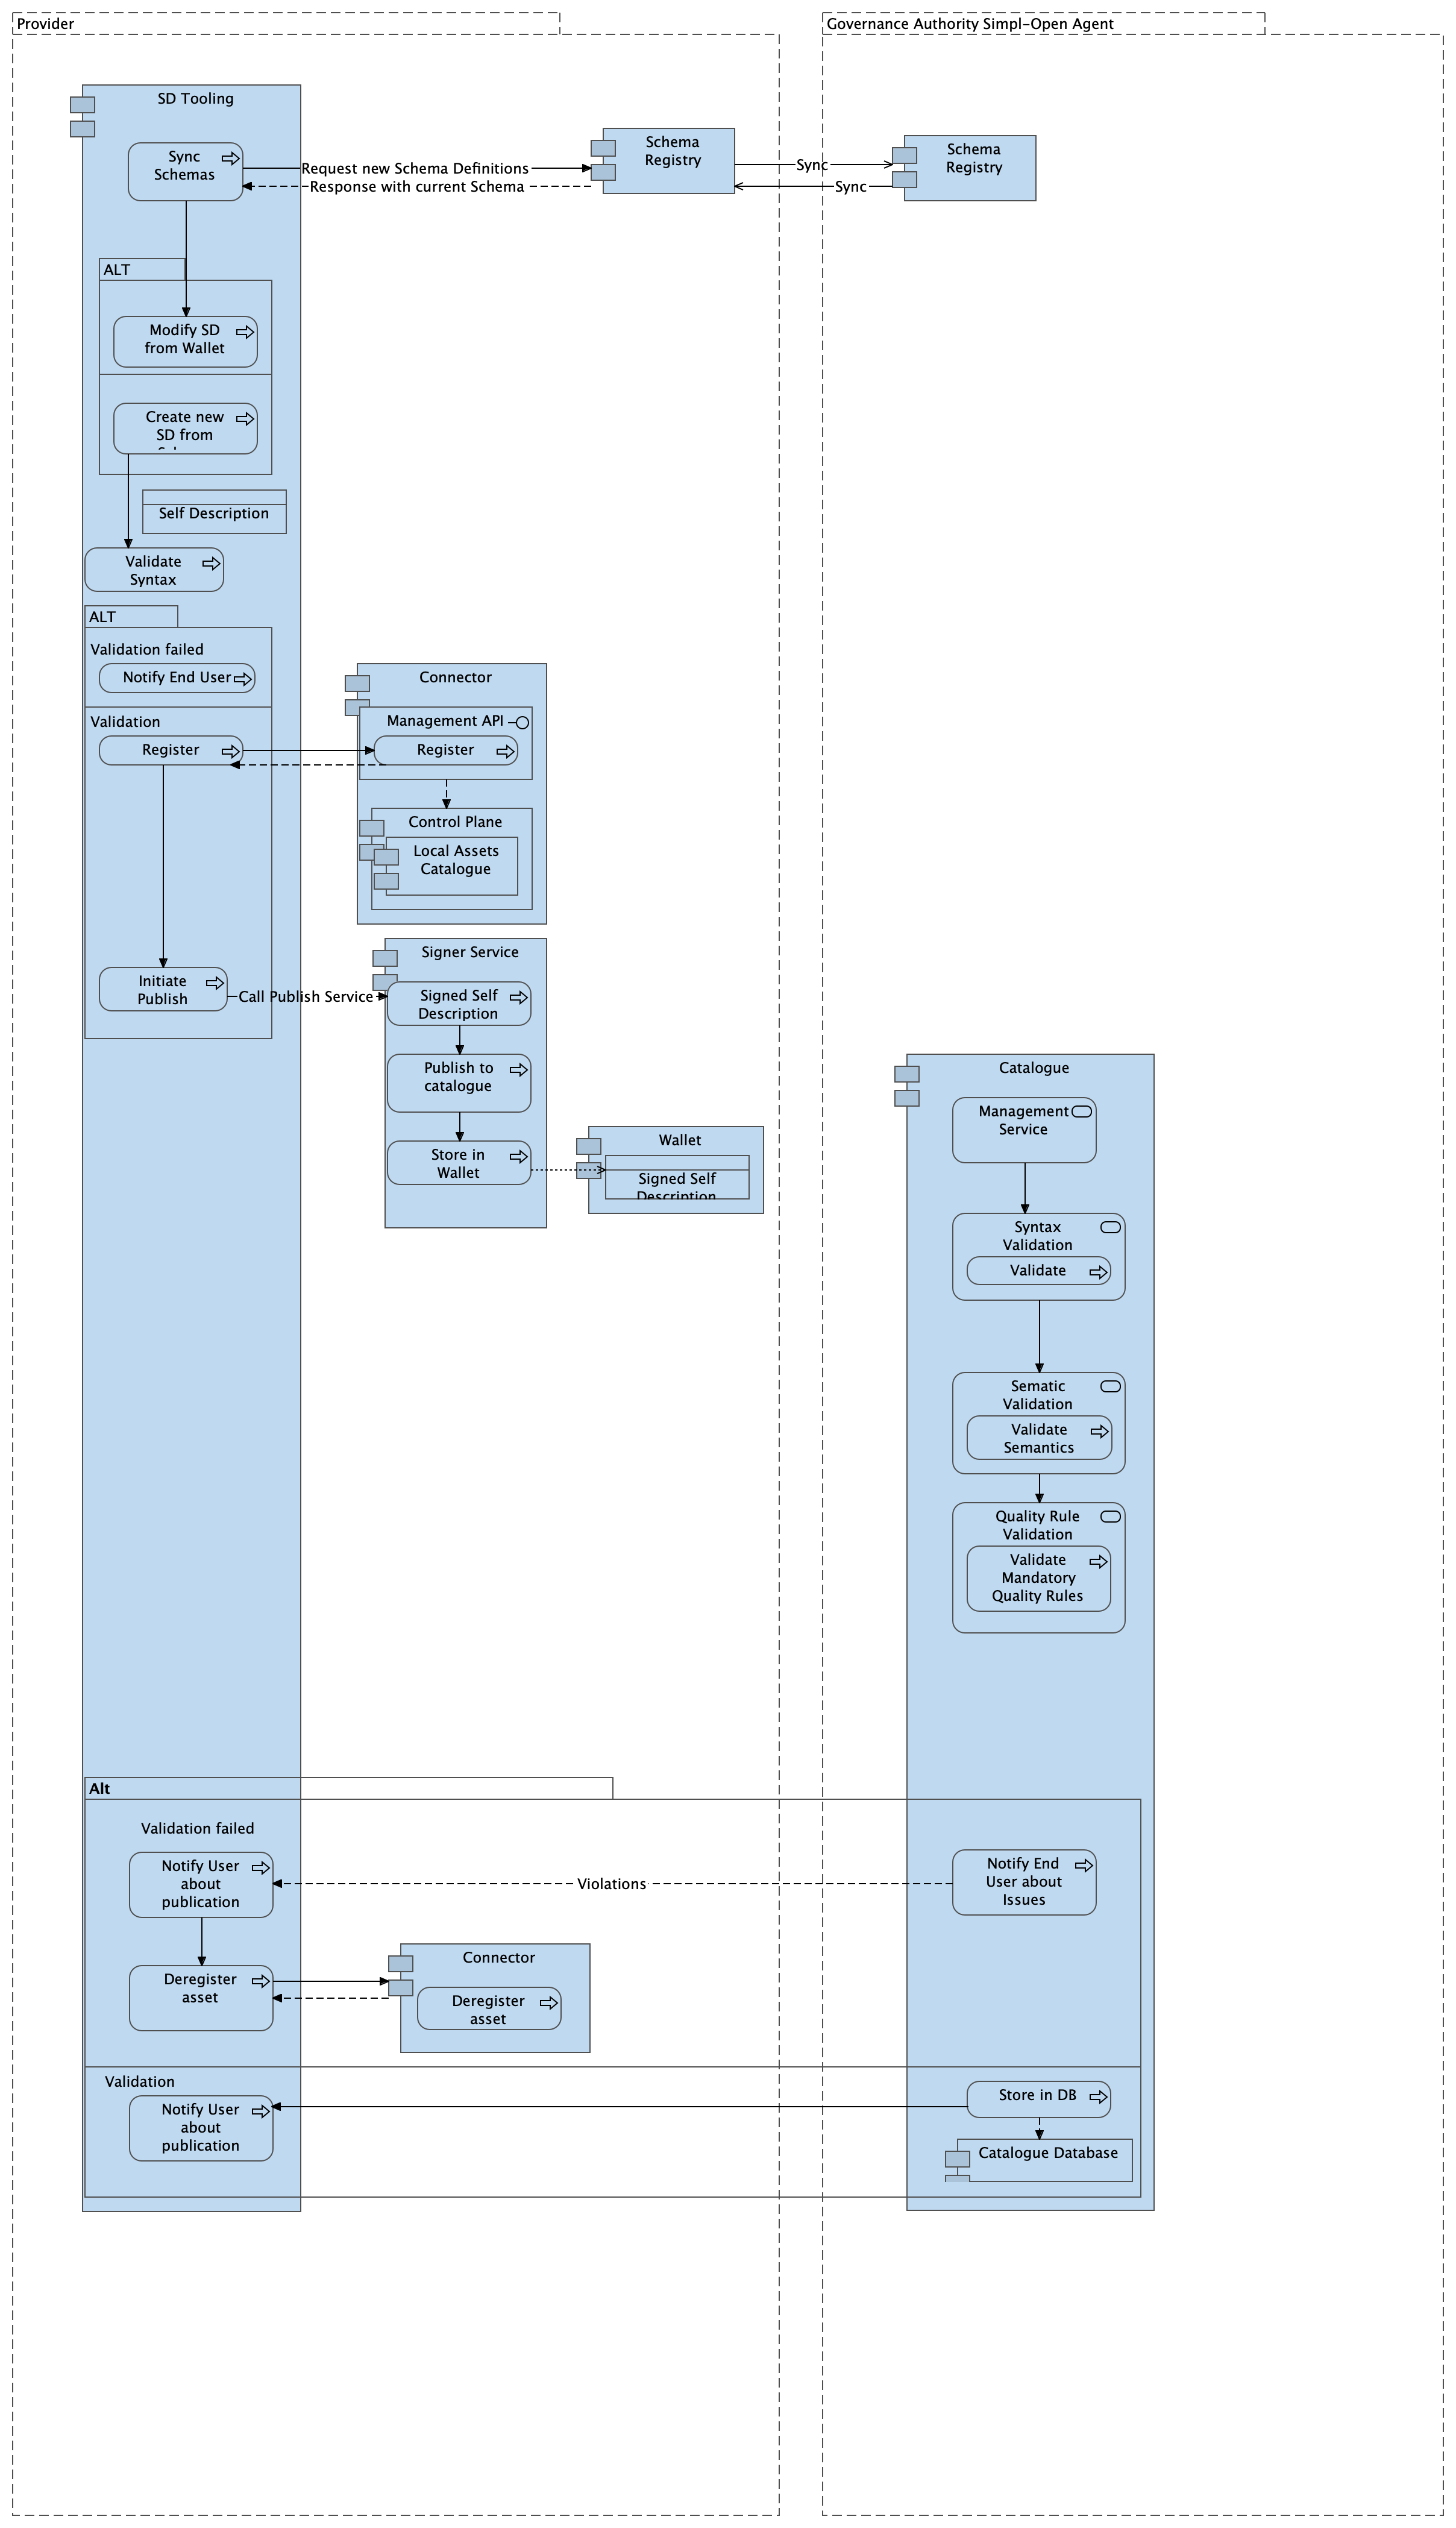 Provider
Governance Authority Simpl-Open Agent
SD Tooling
Sync
Schemas
Request new Schema Definitions
Response with current Schema
Schema
Registry
Sync
Sync
Schema
Registry
ALT
Modify SD
from Wallet
Create new
SD from
Self Description
Validate
Syntax
ALT
Validation failed
Notify End User
Validation
Register
Connector
Management API
Register
Control Plane
Local Assets
Catalogue
Initiate
Publish
Call Publish Service
Signer Service
Signed Self
Description
Publish to
catalogue
Store in
Wallet
Wallet
Signed Self
Description
Catalogue
Management
Service
Syntax
Validation
Validate
Sematic
Validation
Validate
Semantics
Quality Rule
Validation
Validate
Mandatory
Quality Rules
Alt
Validation failed
Notify User
about
publication
Violations
Notify End
User about
Issues
Deregister
asset
Connector
Deregister
asset
Validation
Notify User
about
publication
Store in DB
Catalogue Database